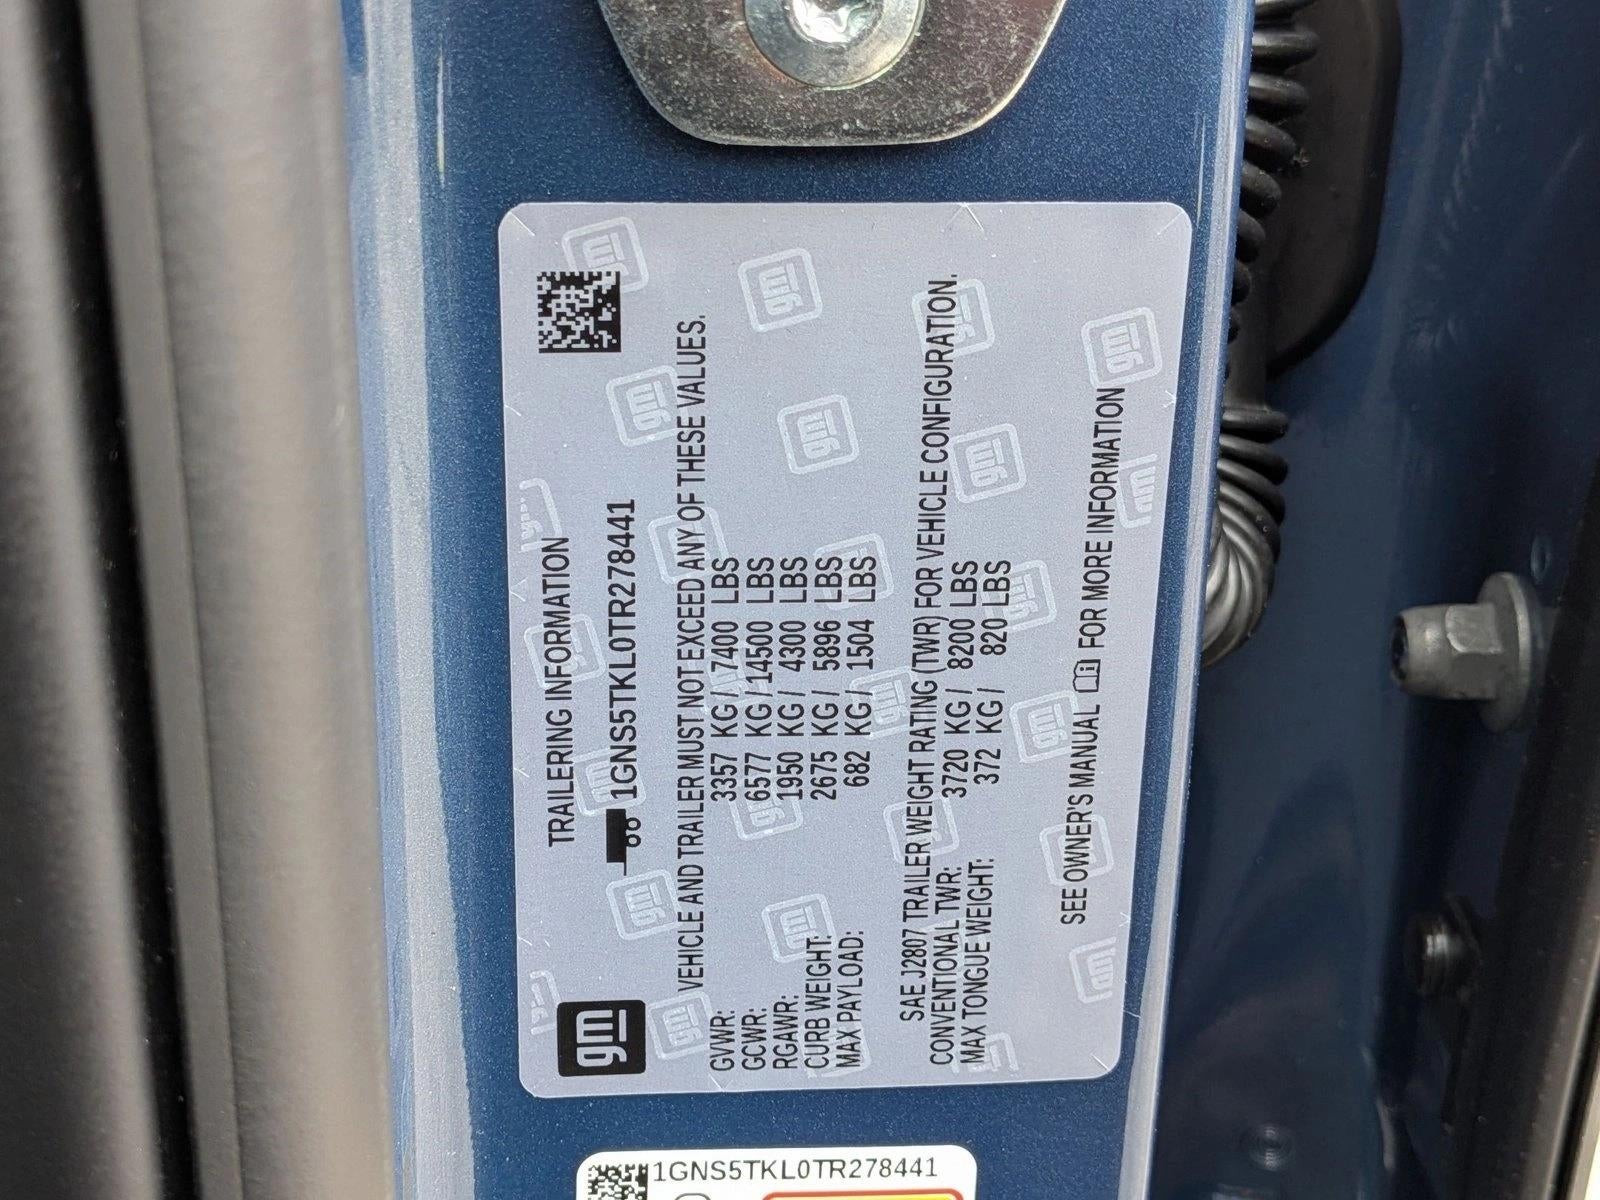 gm
TRAILERING INFORMATION
1GNS5TKL0TR278441
VEHICLE AND TRAILER MUST NOT EXCEED ANY OF THESE VALUES.
GVWR: 3357 KG / 7400 LBS
GCWR: 6577 KG / 14500 LBS
RGAWR: 1950 KG / 4300 LBS
CURB WEIGHT: 2675 KG / 5896 LBS
MAX PAYLOAD: 682 KG / 1504 LBS
SAE J2807 TRAILER WEIGHT RATING (TWR) FOR VEHICLE CONFIGURATION.
CONVENTIONAL TWR: 3720 KG / 8200 LBS
MAX TONGUE WEIGHT: 372 KG / 820 LBS
SEE OWNER'S MANUAL FOR MORE INFORMATION
1GNS5TKL0TR278441